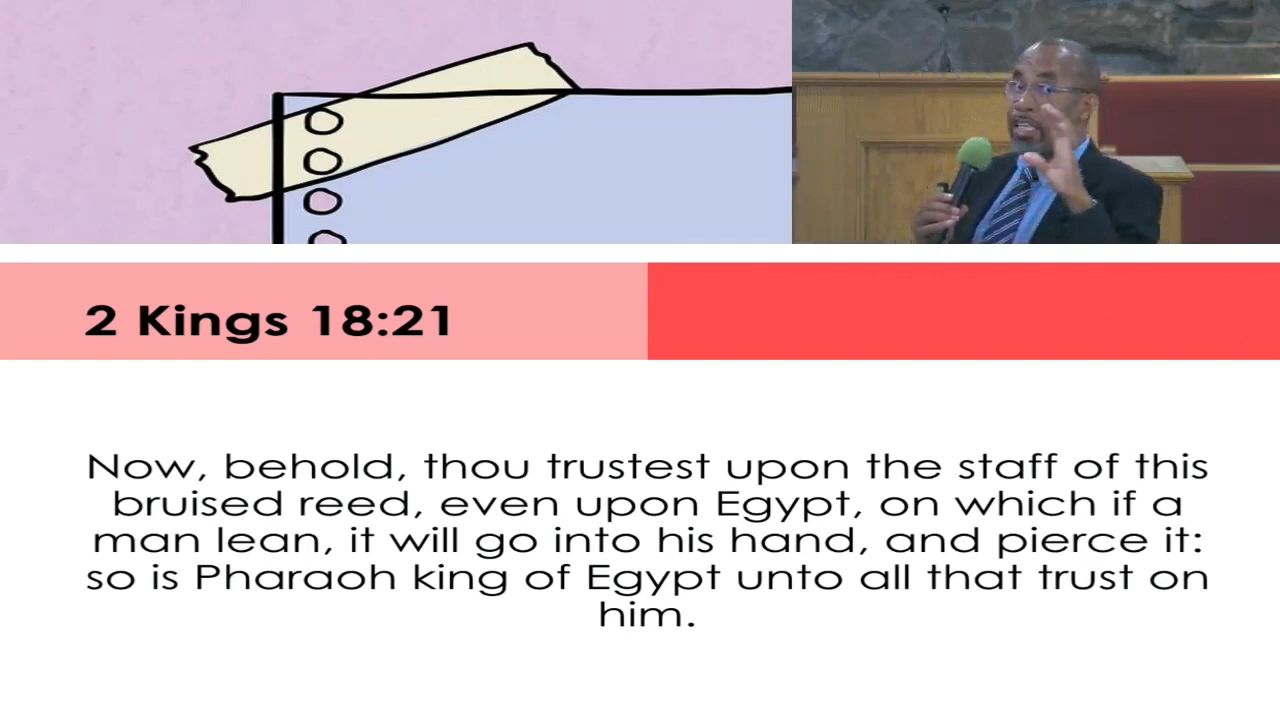 2 Kings 18:21
Now, behold, thou trustest upon the staff of this
bruised reed, even upon Egypt, on which if a
man lean, it will go into his hand, and pierce it:
so is Pharaoh king of Egypt unto all that trust on
him.